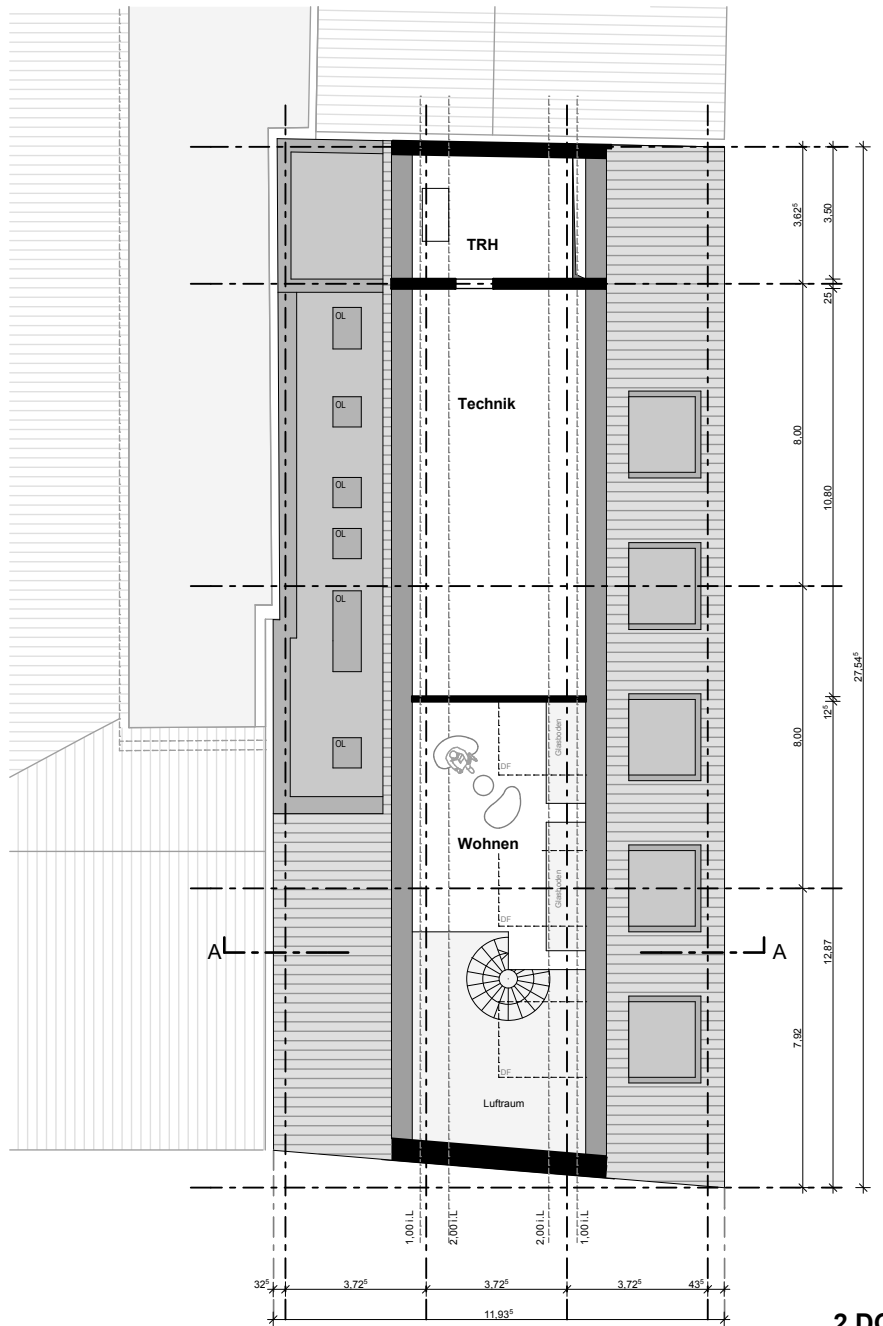 TRH
OL
Technik
OL
OL
OL
OL
OL
Glasboden
DF
Wohnen
Glasboden
DF
A
A
DF
Luftraum
3,62⁵
3,50
25
8,00
10,80
27,54⁵
12⁵
8,00
12,87
7,92
1,00 i.L
2,00 i.L
2,00 i.L
1,00 i.L
32⁵
3,72⁵
3,72⁵
3,72⁵
43⁵
11,93⁵